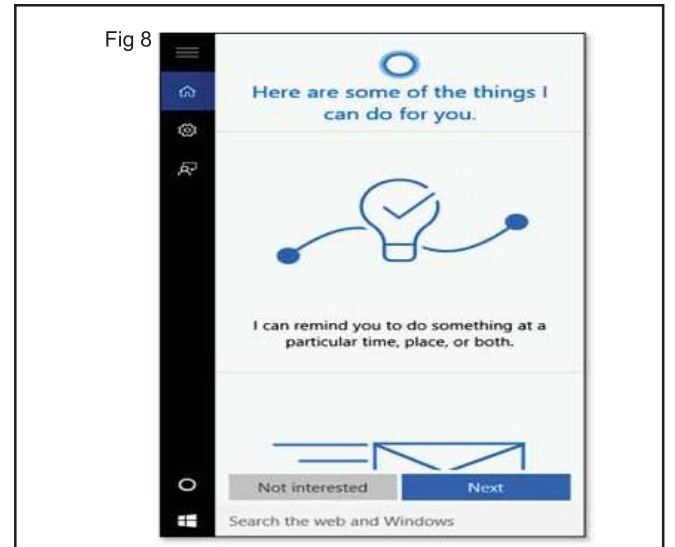 Fig 8
Here are some of the things I
can do for you.
I can remind you to do something at a
particular time, place, or both.
Not interested
Next
Search the web and Windows